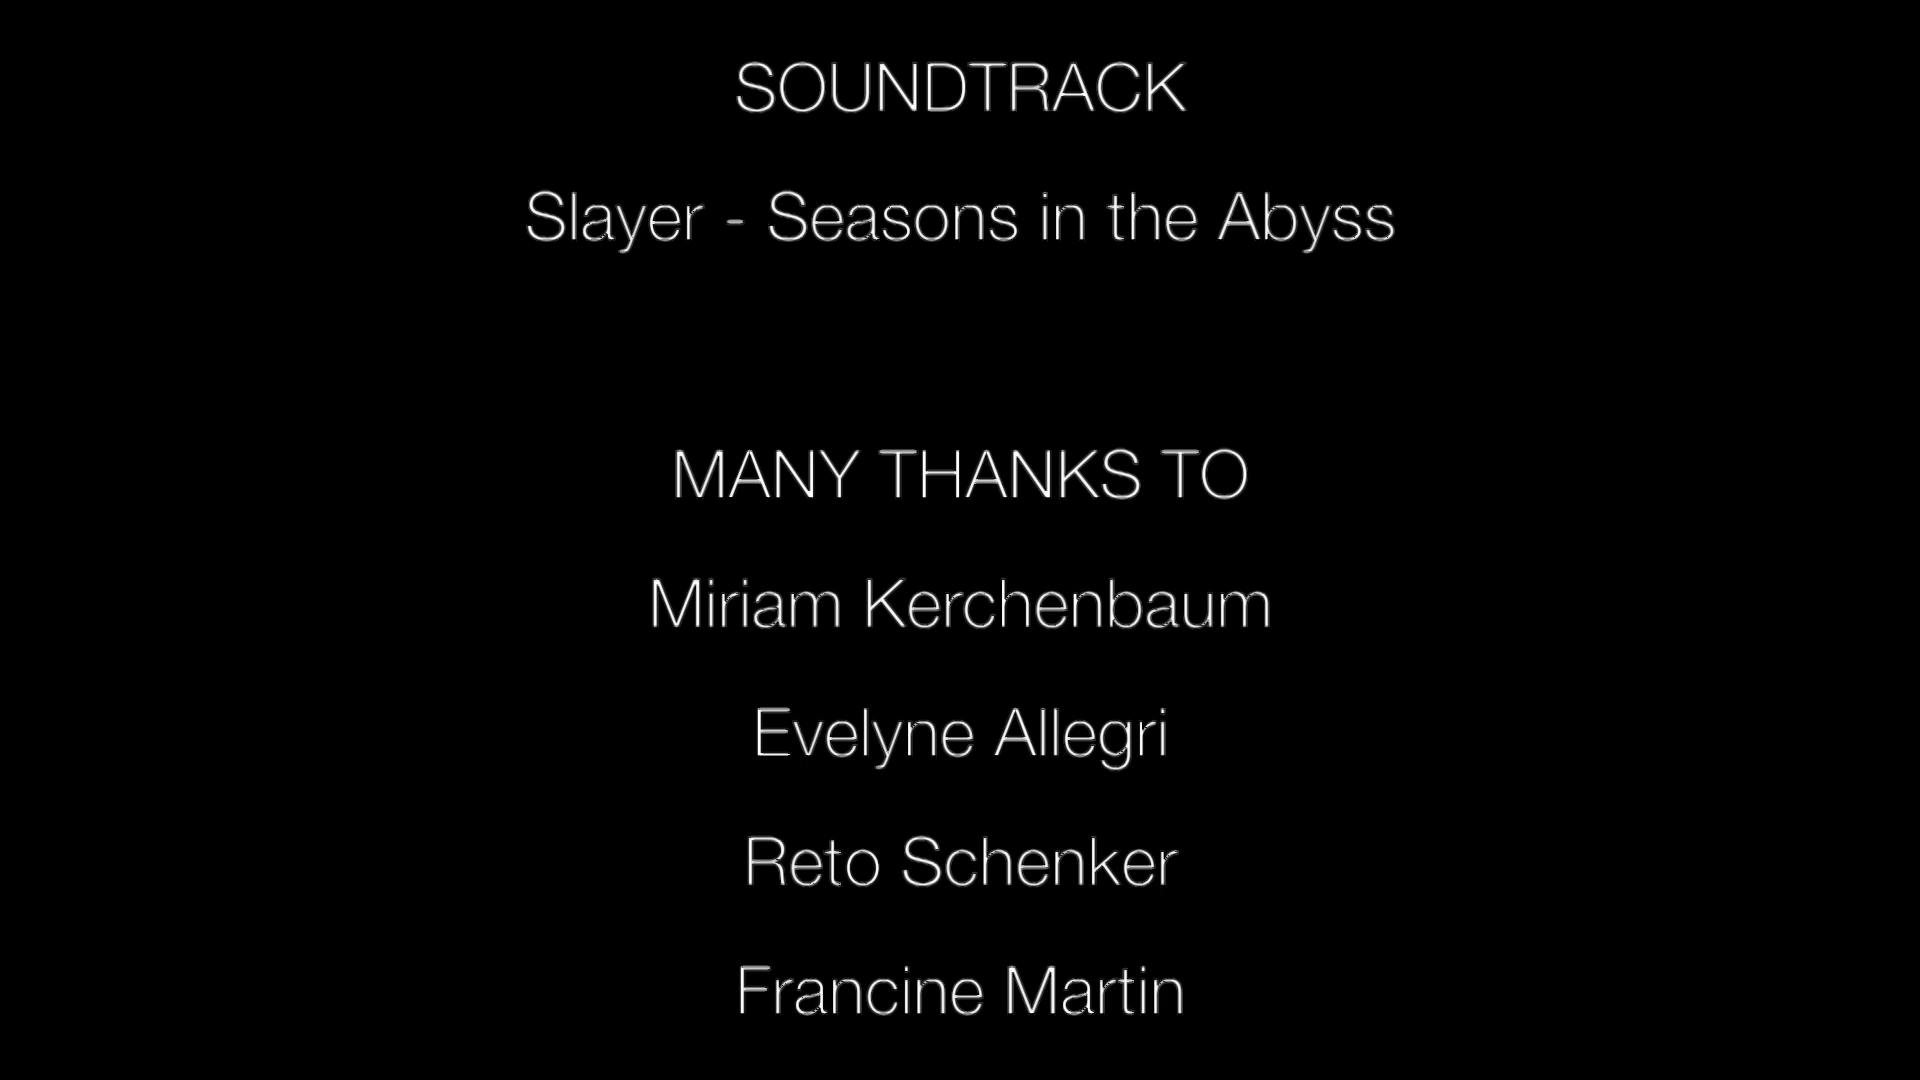 SOUNDTRACK
Slayer - Seasons in the Abyss
MANY THANKS TO
Miriam Kerchenbaum
Evelyne Allegri
Reto Schenker
Francine Martin